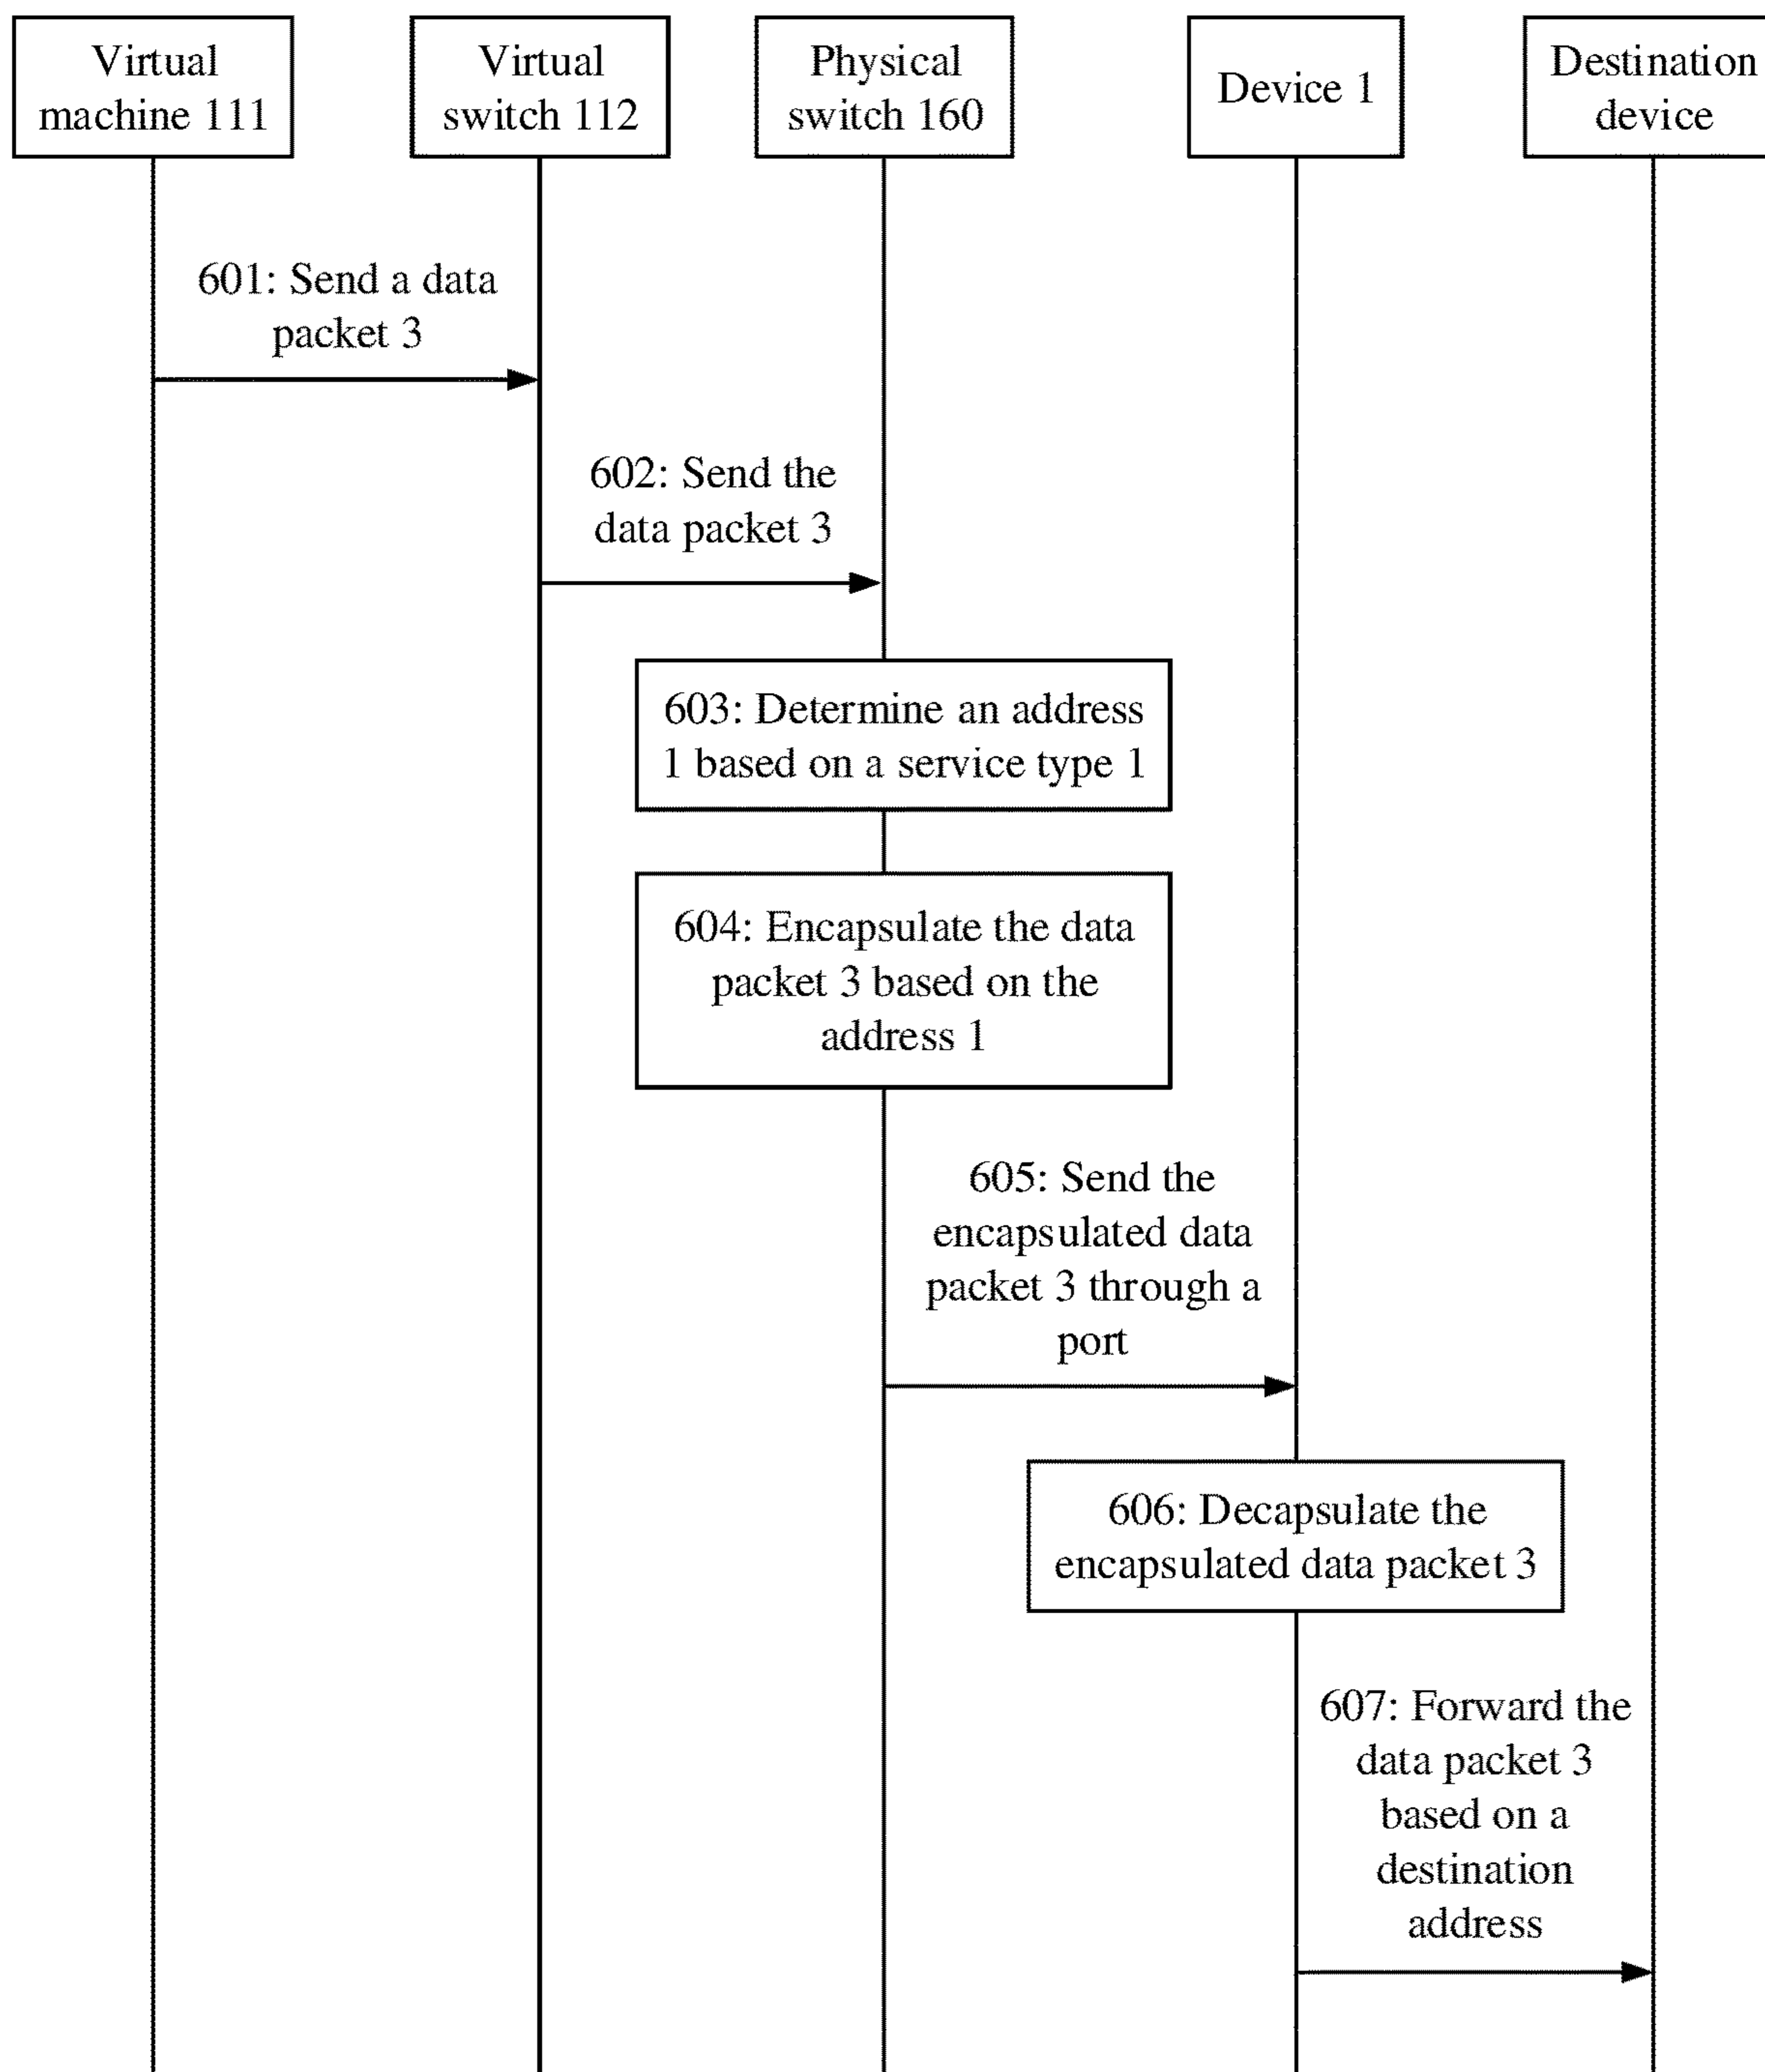 Virtual
machine 111
Virtual
switch 112
Physical
switch 160
Device 1
Destination
device
601: Send a data
packet 3
602: Send the
data packet 3
603: Determine an address
1 based on a service type 1
604: Encapsulate the data
packet 3 based on the
address 1
605: Send the
encapsulated data
packet 3 through a
port
606: Decapsulate the
encapsulated data packet 3
607: Forward the
data packet 3
based on a
destination
address